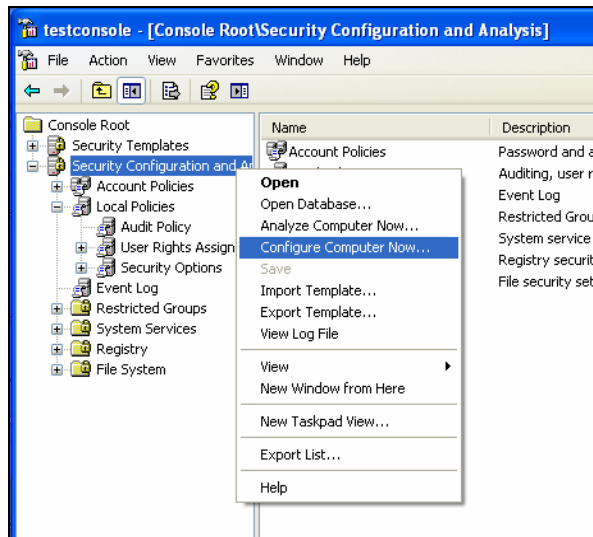 testconsole - [Console Root\Security Configuration and Analysis]
File Action View Favorites Window Help
Console Root
Security Templates
Security Configuration and
Account Policies
Local Policies
Audit Policy
User Rights Assign
Security Options
Event Log
Restricted Groups
System Services
Registry
File System
Name Description
Account Policies Password and
Auditing, user
Event Log
Restricted
System service
Registry
File security
Open
Open Database...
Analyze Computer Now...
Configure Computer Now...
Save
Import Template...
Export Template...
View Log File
View
New Window from Here
New Taskpad View...
Export List...
Help